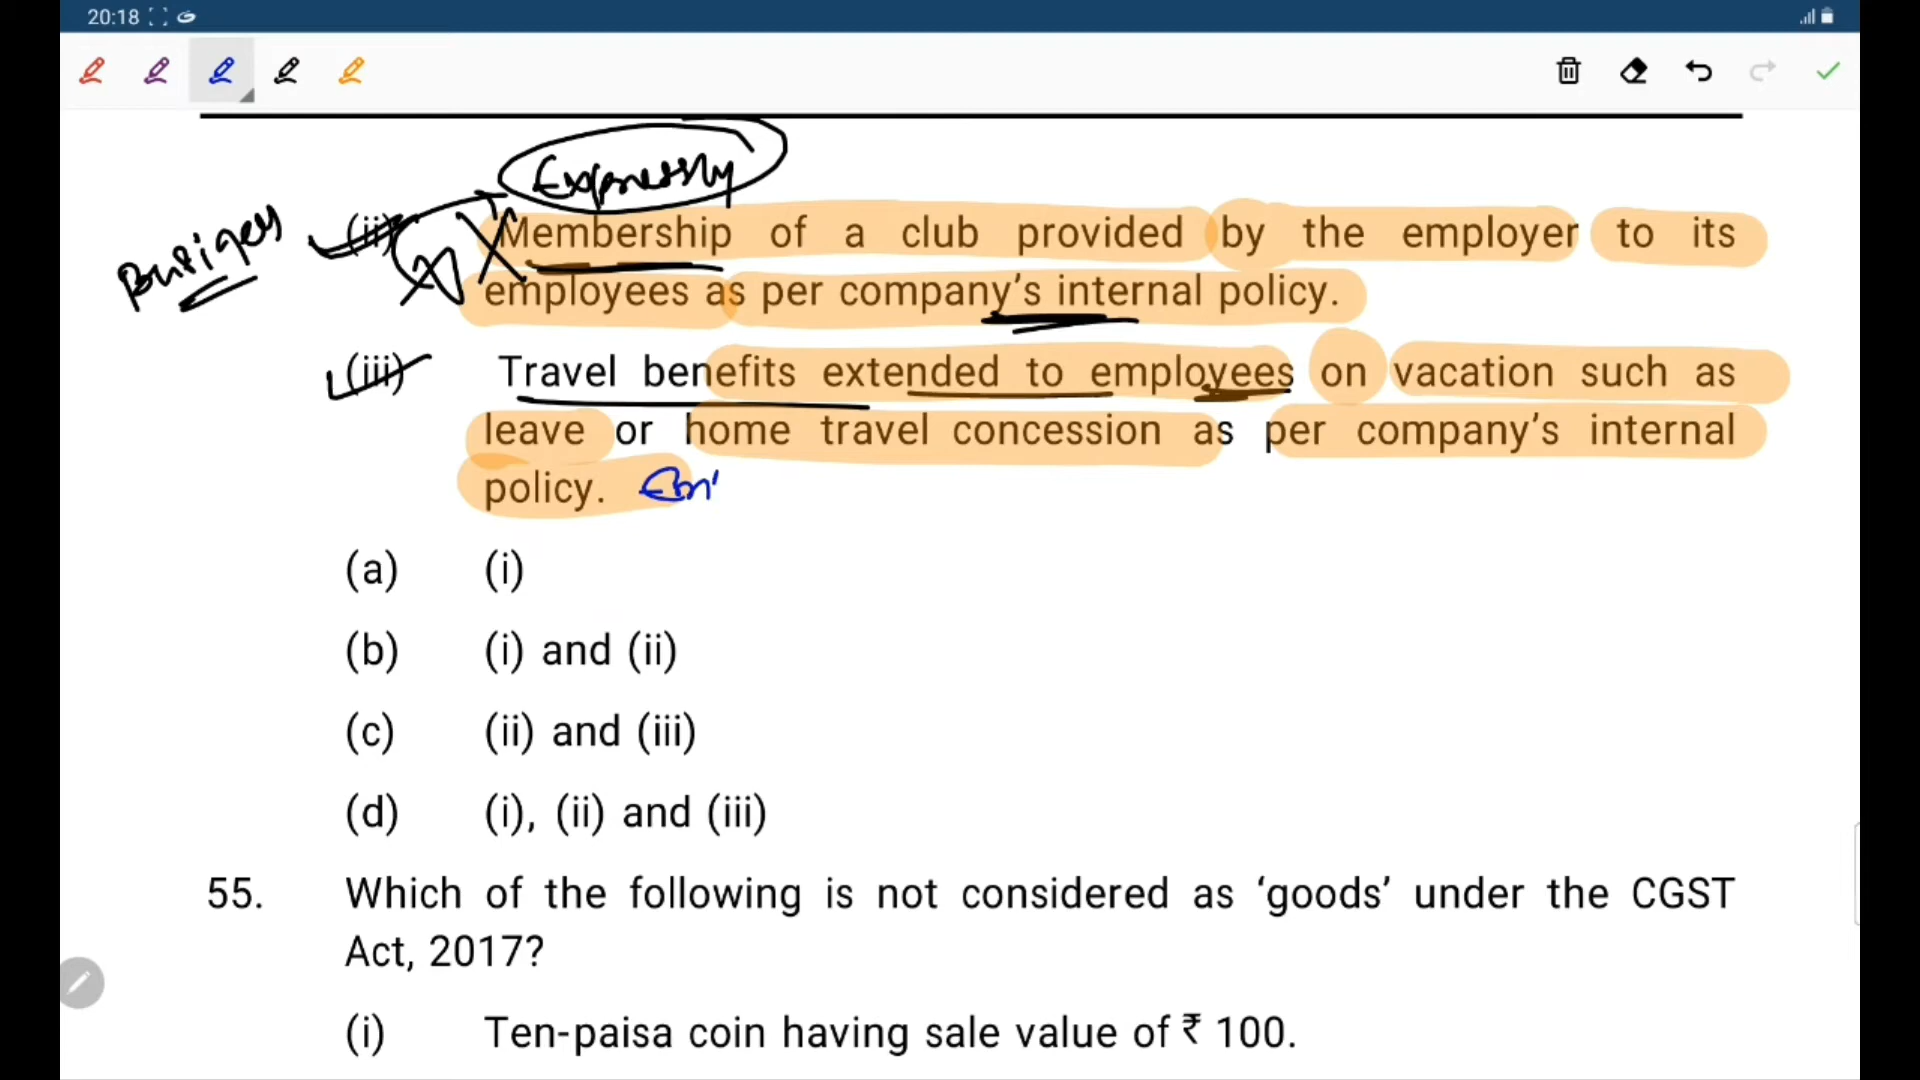 20:18
Expressly
Business
(ii) Membership of a club provided by the employer to its
employees as per company's internal policy.
(iii) Travel benefits extended to employees on vacation such as
leave or home travel concession as per company's internal
policy.
(a) (i)
(b) (i) and (ii)
(c) (ii) and (iii)
(d) (i), (ii) and (iii)
55. Which of the following is not considered as ‘goods’ under the CGST
Act, 2017?
(i) Ten-paisa coin having sale value of ₹ 100.